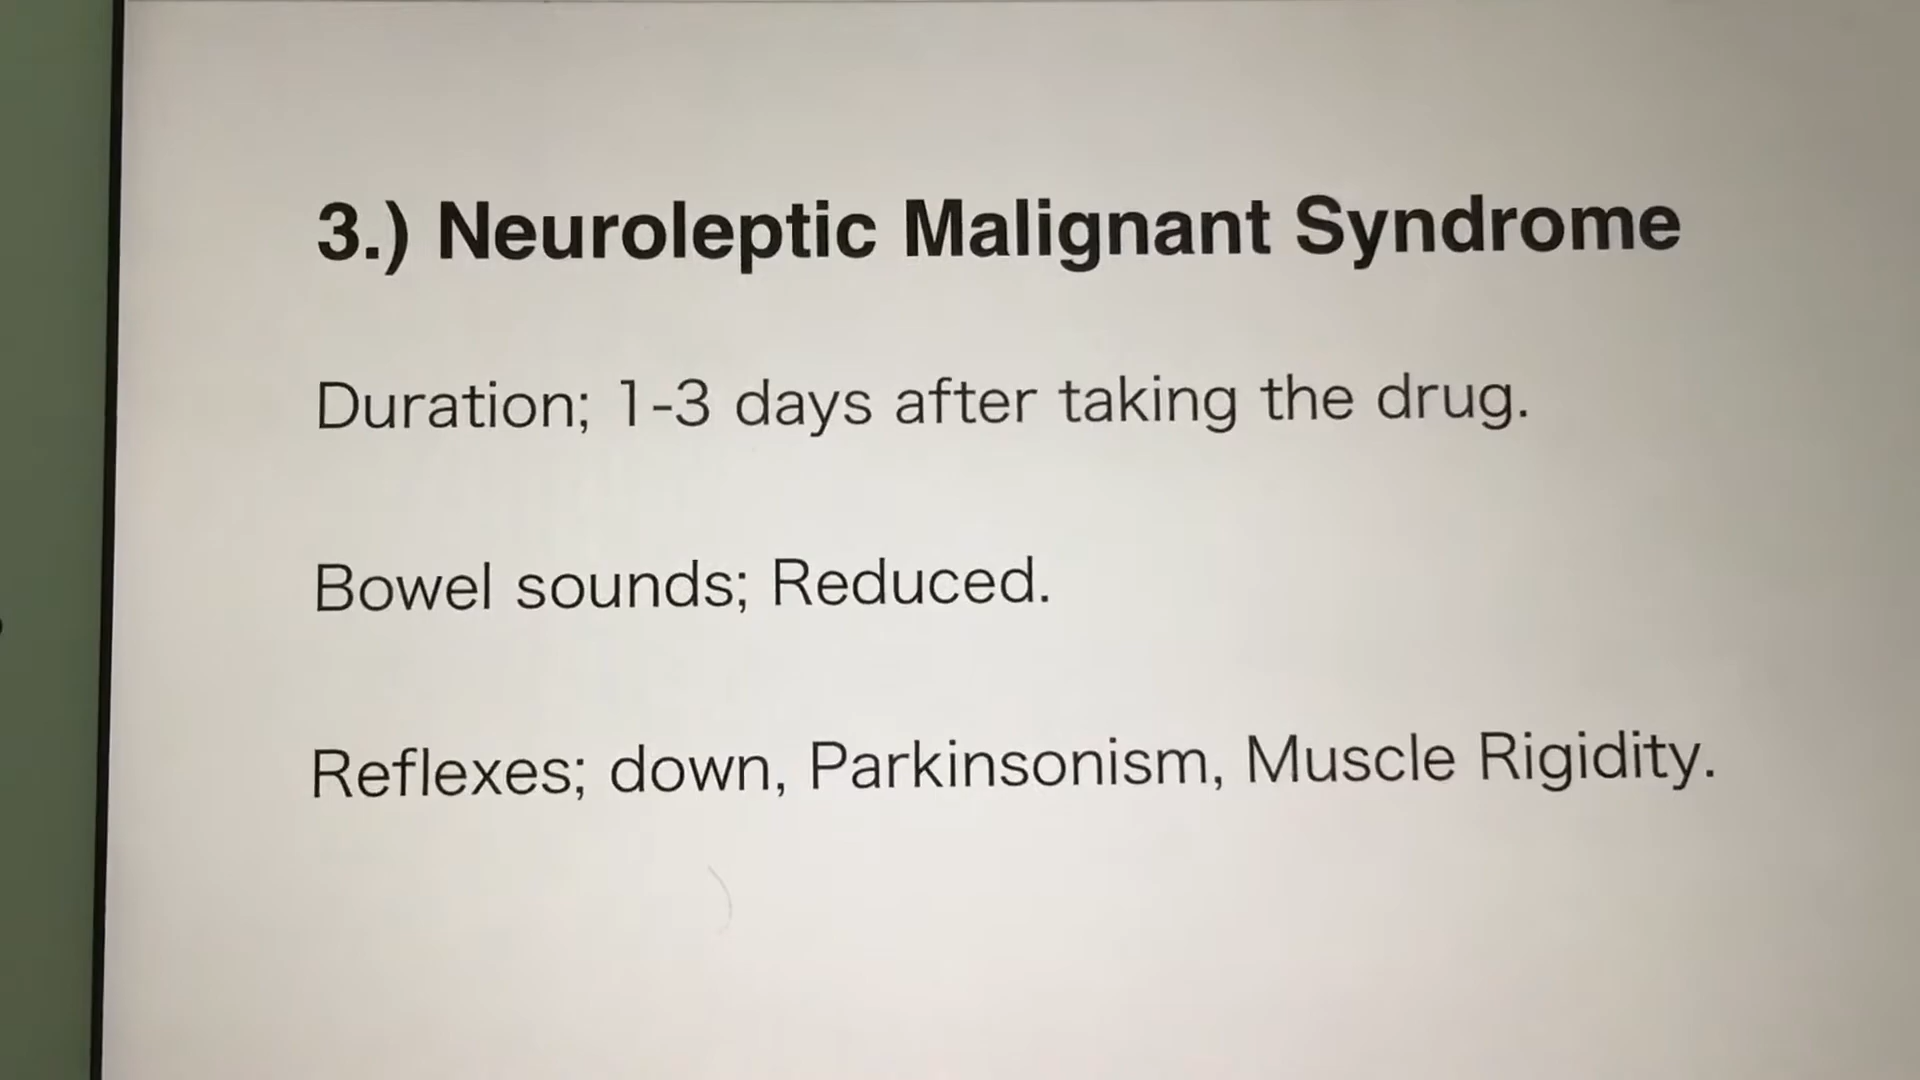 3.) Neuroleptic Malignant Syndrome
Duration; 1-3 days after taking the drug.
Bowel sounds; Reduced.
Reflexes; down, Parkinsonism, Muscle Rigidity.